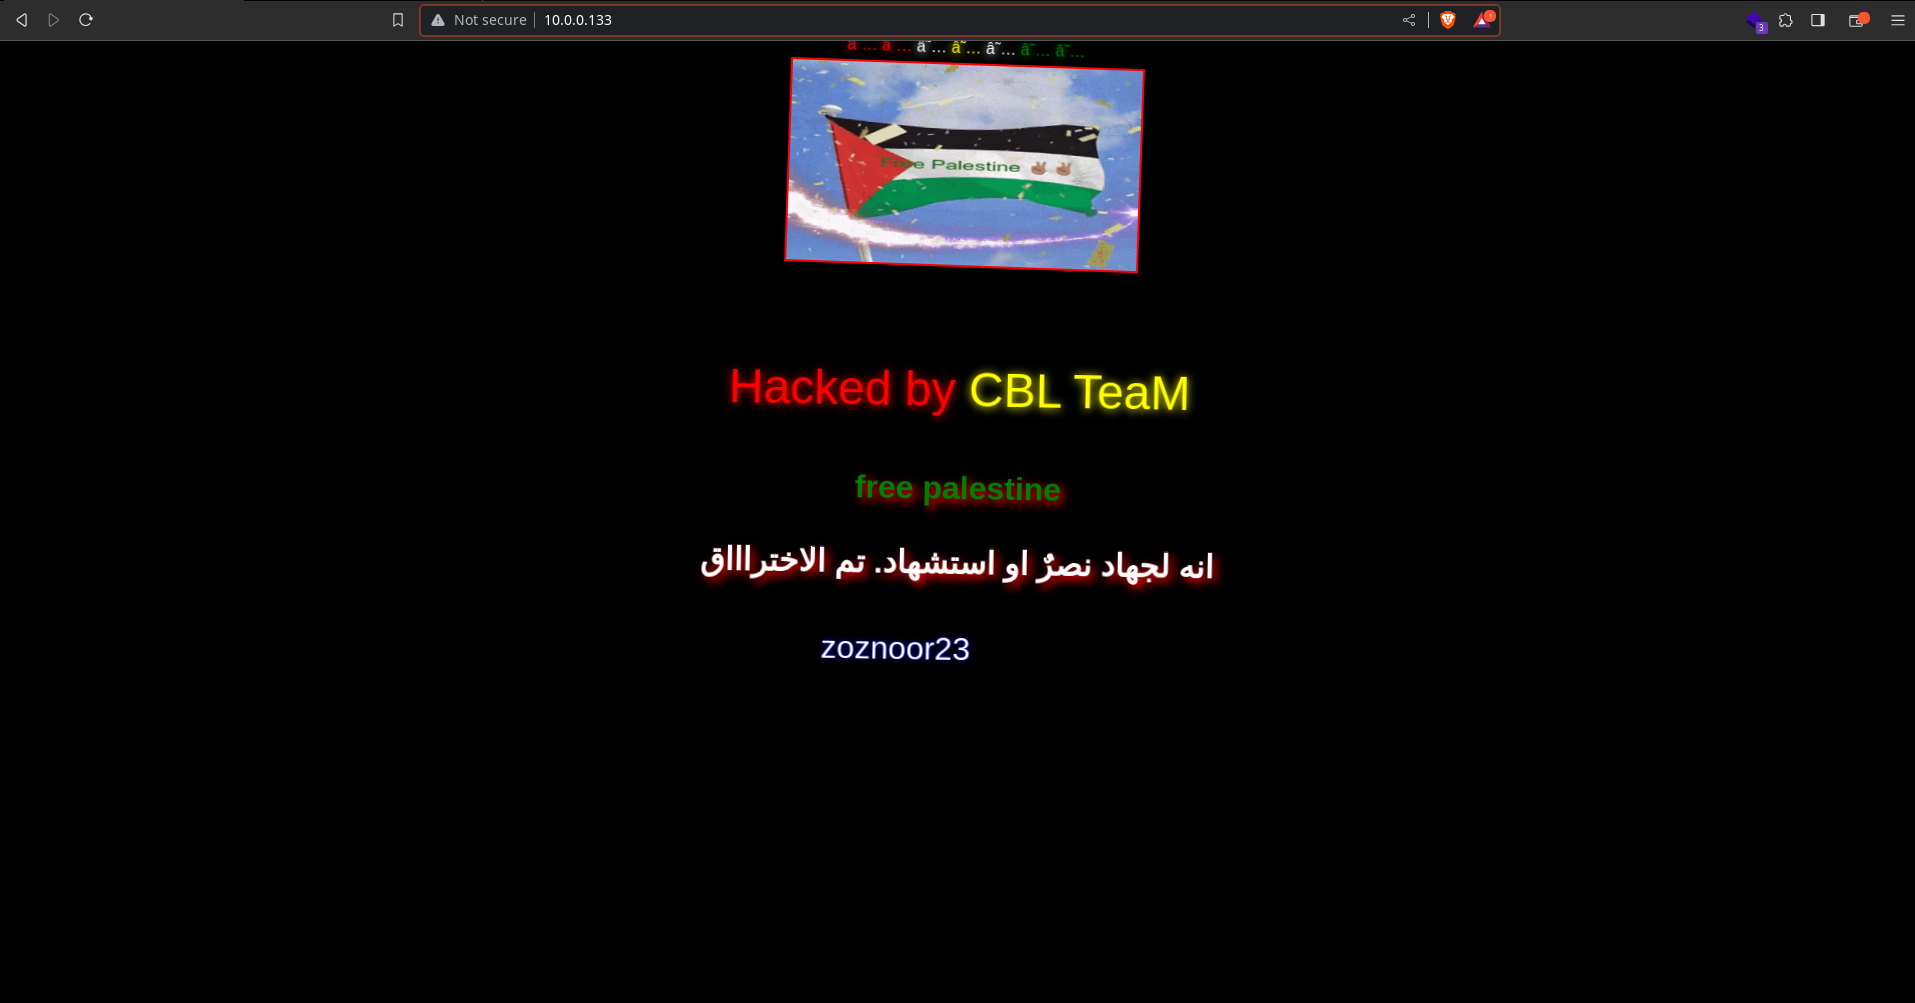 Not secure 10.0.0.133
3
â˜… â˜… â˜… â˜… â˜… â˜… â˜…
Free Palestine ✌🏽✌🏽
Hacked by CBL TeaM
free palestine
انه لجهاد نصرٌ او استشهاد. تم الاختراااق
zoznoor23